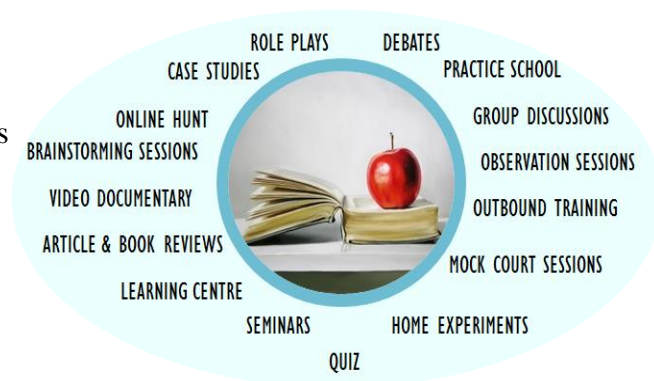 ROLE PLAYS
DEBATES
CASE STUDIES
PRACTICE SCHOOL
ONLINE HUNT
GROUP DISCUSSIONS
S
BRAINSTORMING SESSIONS
OBSERVATION SESSIONS
VIDEO DOCUMENTARY
OUTBOUND TRAINING
ARTICLE & BOOK REVIEWS
MOCK COURT SESSIONS
LEARNING CENTRE
SEMINARS
HOME EXPERIMENTS
QUIZ